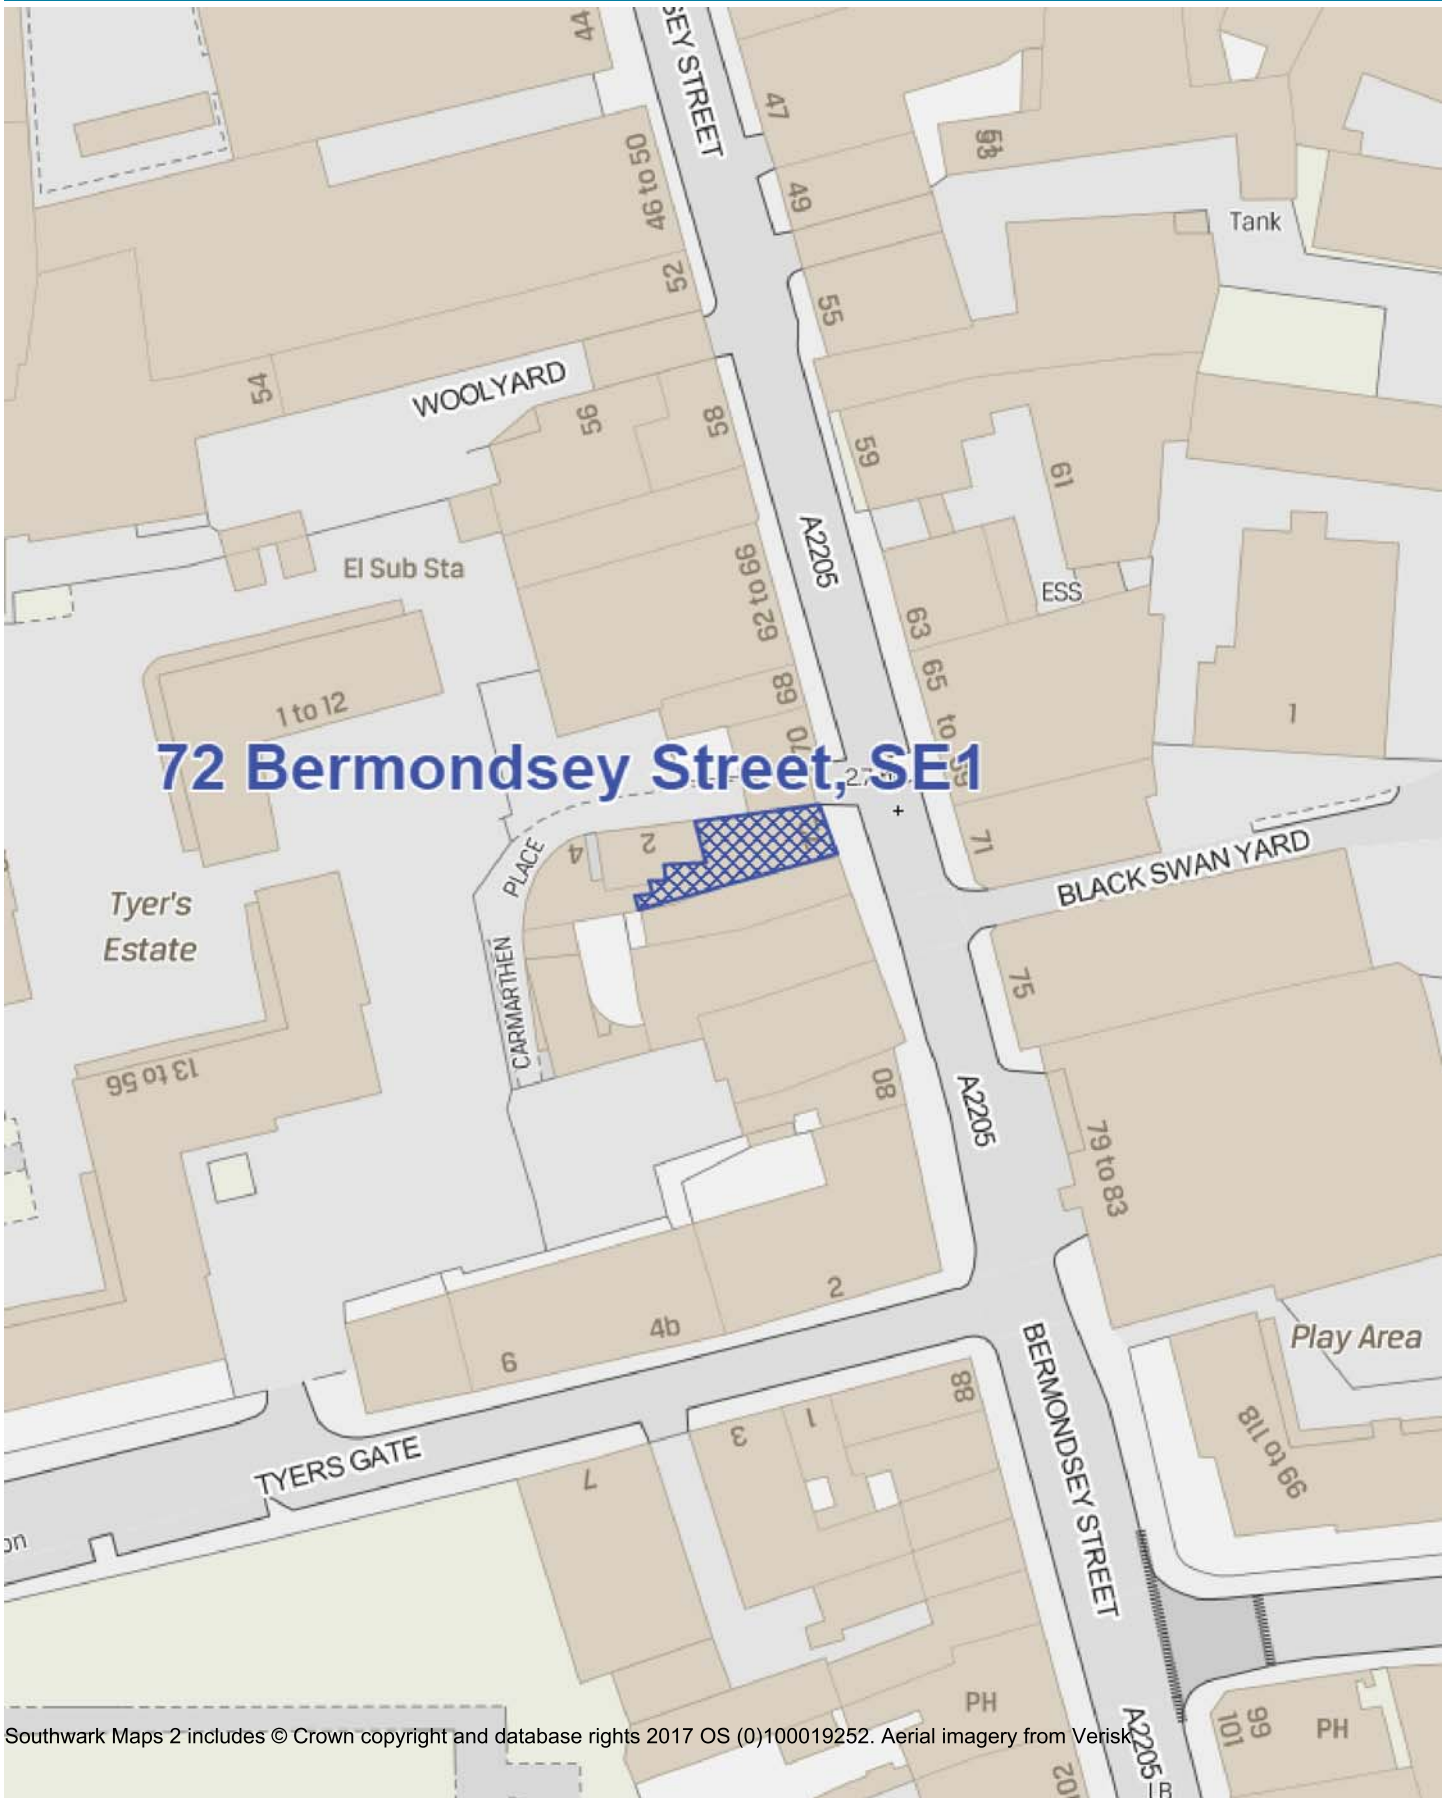 44
SEY STREET
47
51
93
46 to 50
49
Tank
52
55
WOOLYARD
54
56
58
59
61
A2205
El Sub Sta
62 to 66
ESS
63
65 to 69
68
1 to 12
70
1
72 Bermondsey Street, SE1
2
4
71
BLACK SWAN YARD
CARMARTHEN PLACE
Tyer's
Estate
75
13 to 56
80
A2205
79 to 83
2
4b
6
BERMONDSEY STREET
Play Area
88
1
3
99 to 118
TYERS GATE
7
on
PH
99
101
PH
Southwark Maps 2 includes © Crown copyright and database rights 2017 OS (0)100019252. Aerial imagery from Verisk
A2205
102